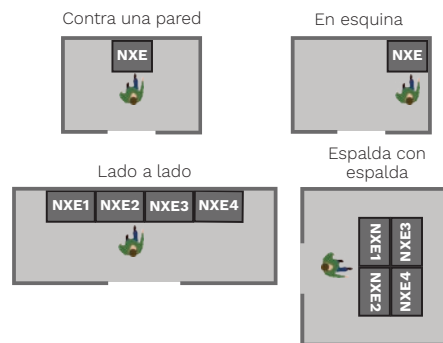 Contra una pared
NXE
En esquina
NXE
Lado a lado
NXE1 NXE2 NXE3 NXE4
Espalda con
espalda
NXE1 NXE3
NXE2 NXE4